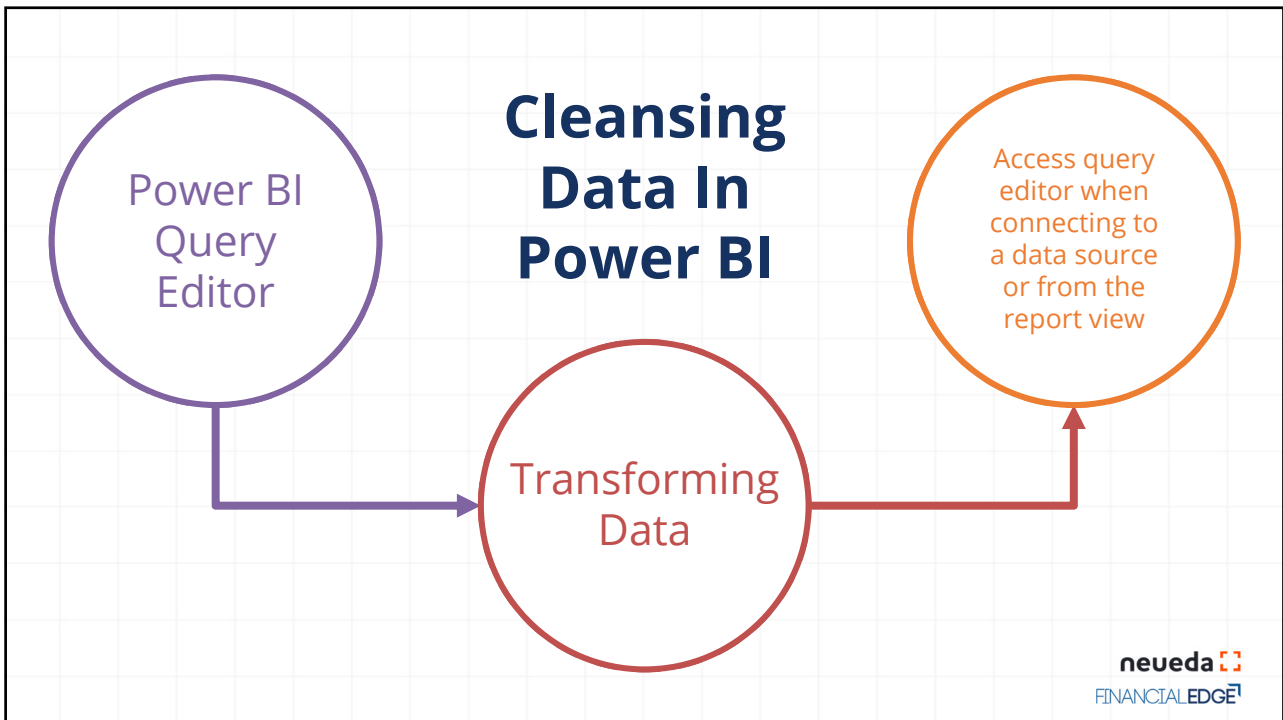 Cleansing
Data In
Power BI
Power BI
Query
Editor
Transforming
Data
Access query
editor when
connecting to
a data source
or from the
report view
neueda
FINANCIALEDGE